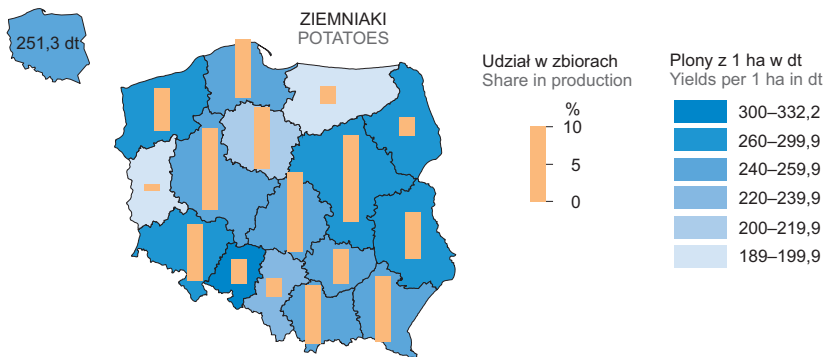 251,3 dt
ZIEMNIAKI
POTATOES
Udział w zbiorach
Share in production
%
10
5
0
Plony z 1 ha w dt
Yields per 1 ha in dt
300–332,2
260–299,9
240–259,9
220–239,9
200–219,9
189–199,9